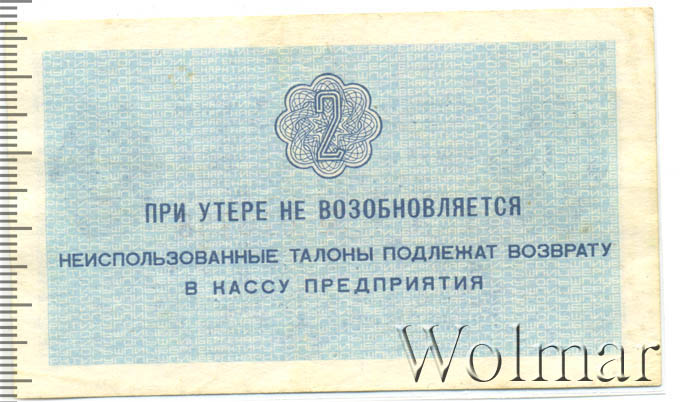 2
ПРИ УТЕРЕ НЕ ВОЗОБНОВЛЯЕТСЯ
НЕИСПОЛЬЗОВАННЫЕ ТАЛОНЫ ПОДЛЕЖАТ ВОЗВРАТУ
В КАССУ ПРЕДПРИЯТИЯ
Wolmar